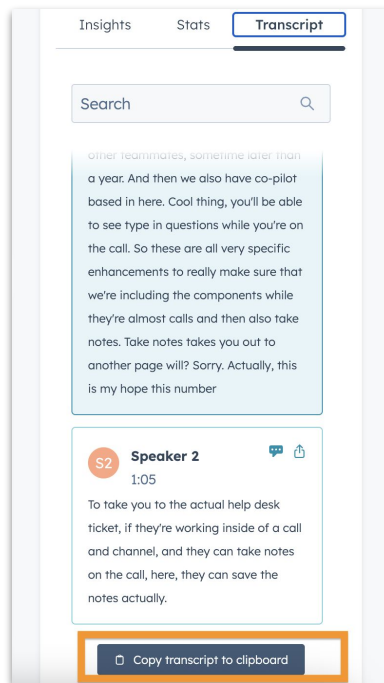 Insights Stats Transcript
Search
other teammates, sometime later than
a year. And then we also have co-pilot
based in here. Cool thing, you'll be able
to see type in questions while you're on
the call. So these are all very specific
enhancements to really make sure that
we're including the components while
they're almost calls and then also take
notes. Take notes takes you out to
another page will? Sorry. Actually, this
is my hope this number
S2 Speaker 2
1:05
To take you to the actual help desk
ticket, if they're working inside of a call
and channel, and they can take notes
on the call, here, they can save the
notes actually.
Copy transcript to clipboard